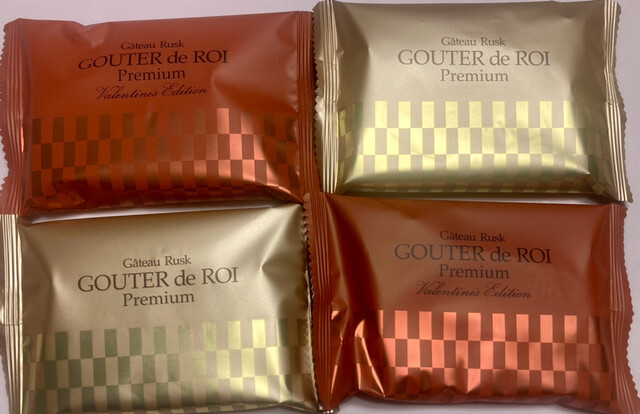 Gâteau Rusk
GOUTER de ROI
Premium
Valentine's Edition
Gâteau Rusk
GOUTER de ROI
Premium
Gâteau Rusk
GOUTER de ROI
Premium
Gâteau Rusk
GOUTER de ROI
Premium
Valentine's Edition